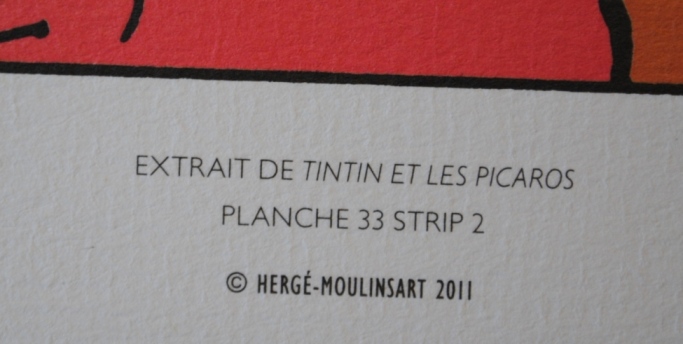 EXTRAIT DE TINTIN ET LES PICAROS
PLANCHE 33 STRIP 2
© HERGÉ-MOULINSART 2011